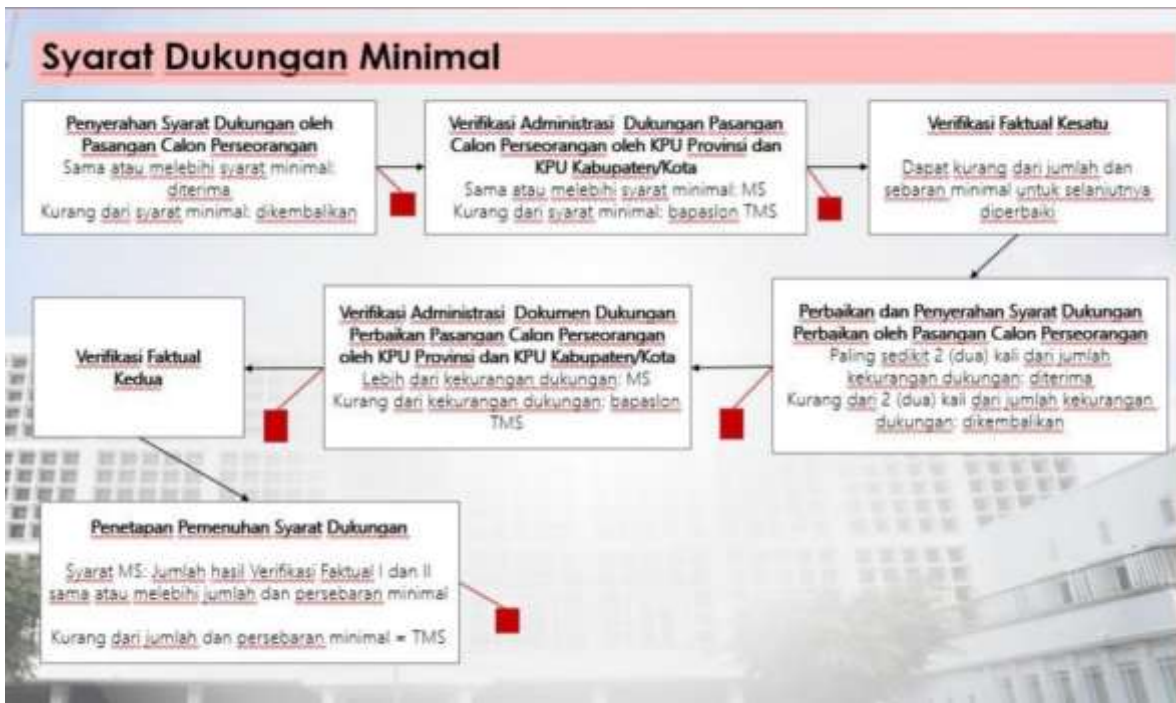 Syarat Dukungan Minimal
Penyerahan Syarat Dukungan oleh
Pasangan Calon Perseorangan
Sama atau melebihi syarat minimal:
diterima
Kurang dari syarat minimal: dikembalikan
Verifikasi Administrasi Dukungan Pasangan
Calon Perseorangan oleh KPU Provinsi dan
KPU Kabupaten/Kota
Sama atau melebihi syarat minimal: MS
Kurang dari syarat minimal: bapaslon TMS
Verifikasi Faktual Kesatu
Dapat kurang dari jumlah dan
sebaran minimal untuk selanjutnya
diperbaiki
Perbaikan dan Penyerahan Syarat Dukungan
Perbaikan oleh Pasangan Calon Perseorangan
Paling sedikit 2 (dua) kali dari jumlah
kekurangan dukungan: diterima
Kurang dari 2 (dua) kali dari jumlah kekurangan
dukungan: dikembalikan
Verifikasi Administrasi Dokumen Dukungan
Perbaikan Pasangan Calon Perseorangan
oleh KPU Provinsi dan KPU Kabupaten/Kota
Lebih dari kekurangan dukungan: MS
Kurang dari kekurangan dukungan: bapaslon
TMS
Verifikasi Faktual
Kedua
Penetapan Pemenuhan Syarat Dukungan
Syarat MS: Jumlah hasil Verifikasi Faktual I dan II
sama atau melebihi jumlah dan persebaran minimal
Kurang dari jumlah dan persebaran minimal = TMS